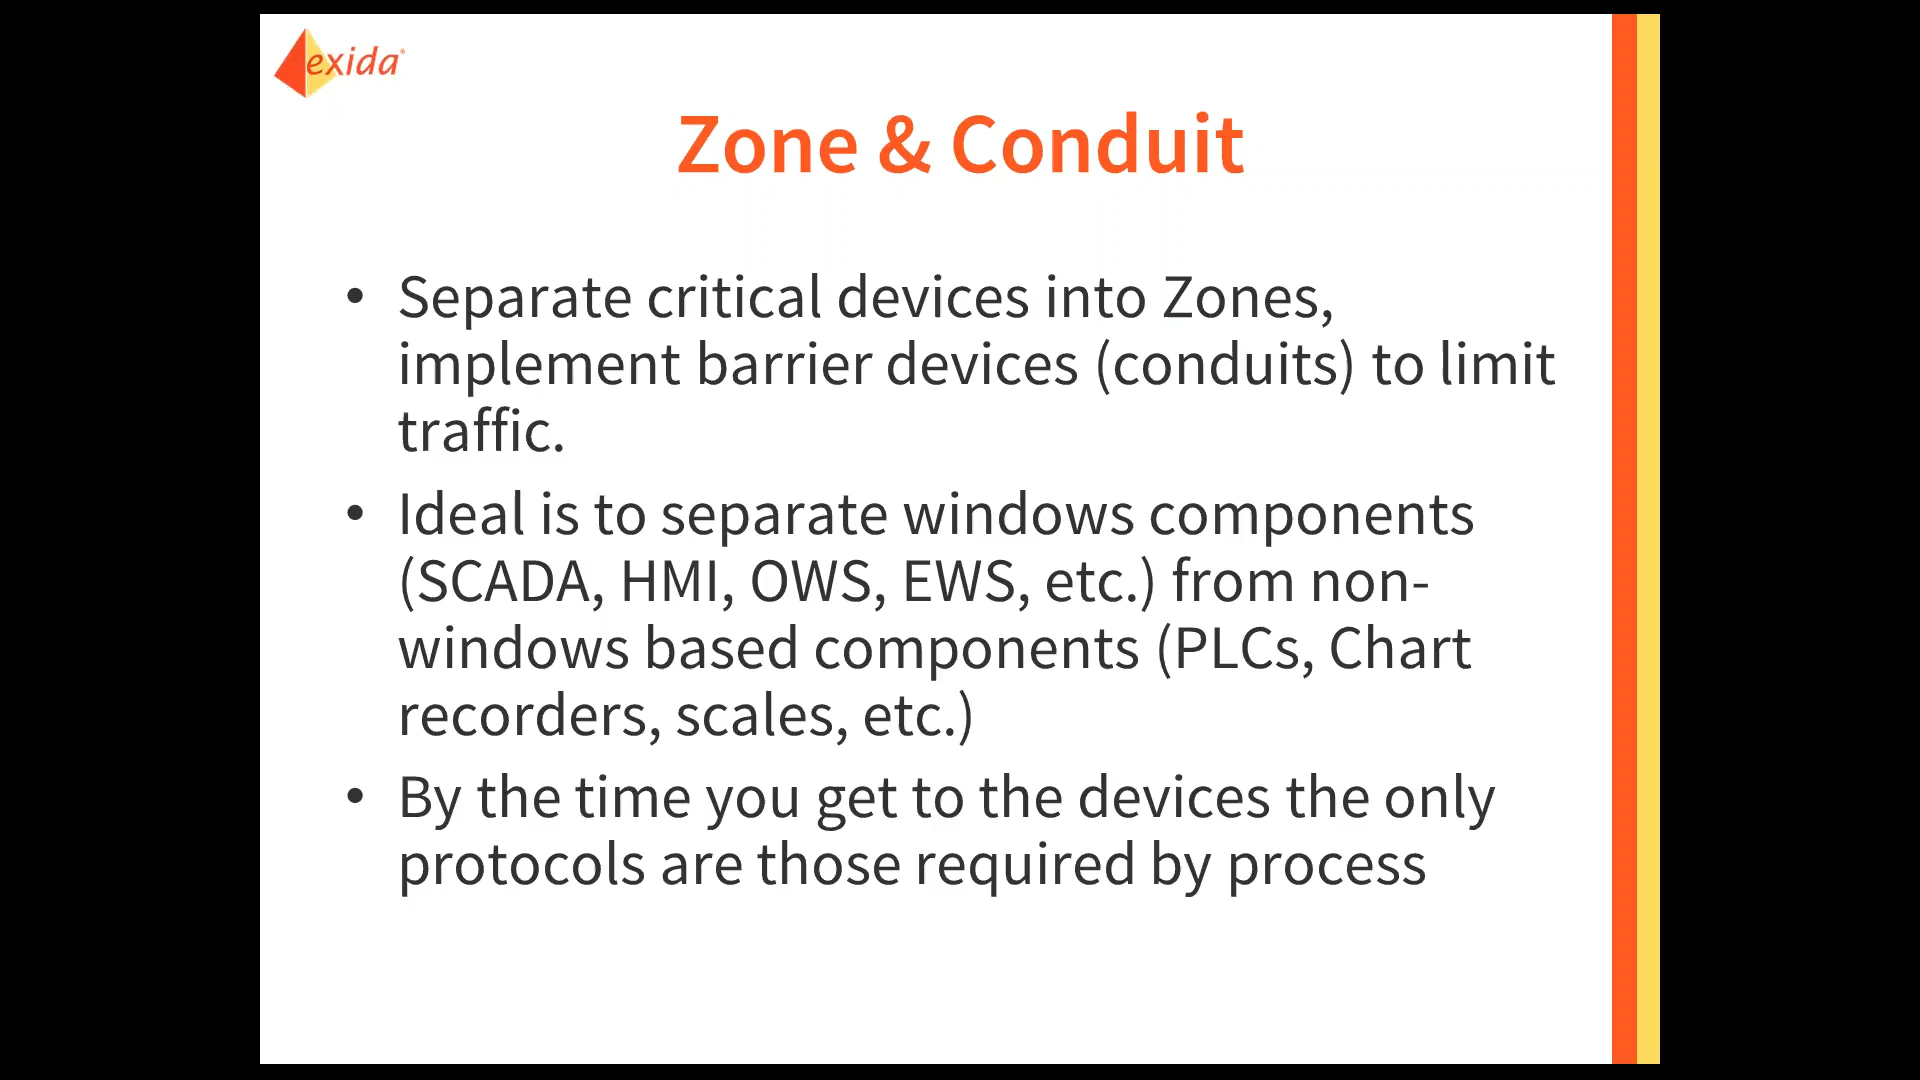 exida
Zone & Conduit
• Separate critical devices into Zones,
implement barrier devices (conduits) to limit
traffic.
• Ideal is to separate windows components
(SCADA, HMI, OWS, EWS, etc.) from non-
windows based components (PLCs, Chart
recorders, scales, etc.)
• By the time you get to the devices the only
protocols are those required by process